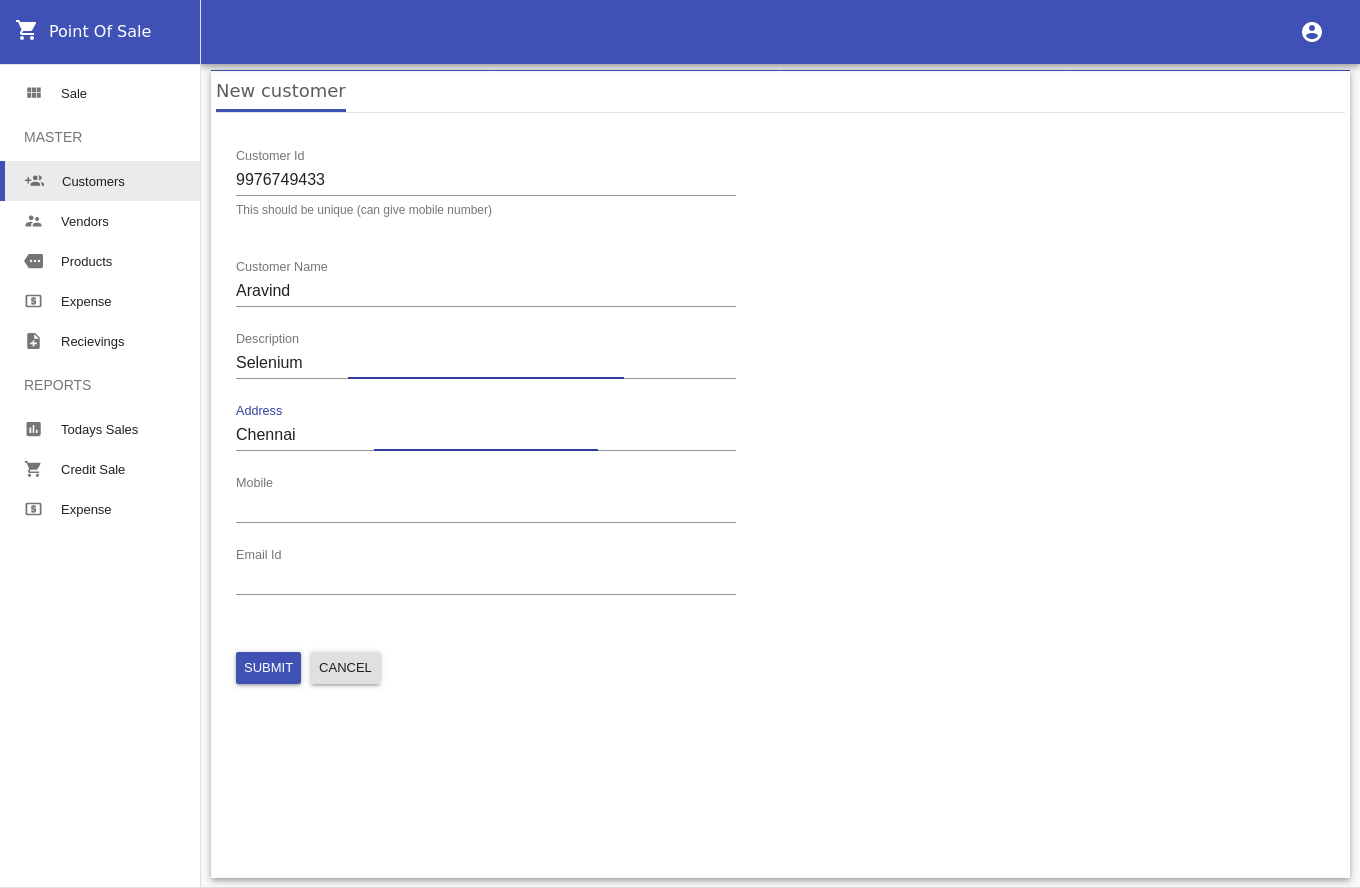 Point Of Sale
Sale
MASTER
Customers
Vendors
Products
Expense
Recievings
REPORTS
Todays Sales
Credit Sale
Expense
New customer
Customer Id
9976749433
This should be unique (can give mobile number)
Customer Name
Aravind
Description
Selenium
Address
Chennai
Mobile
Email Id
SUBMIT CANCEL